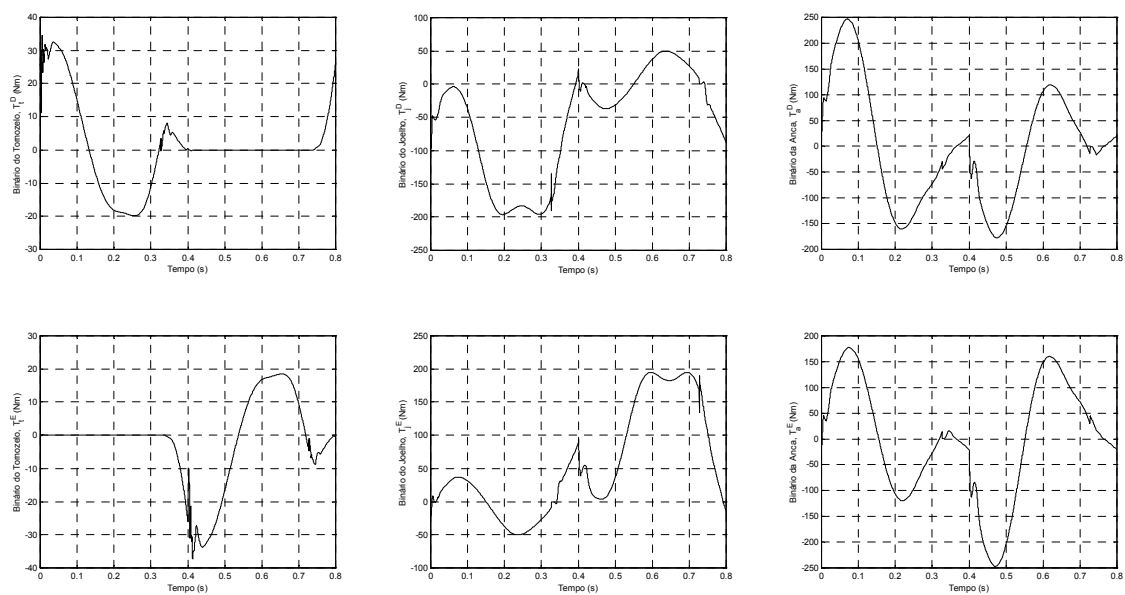 40
30
20
10
0
-10
-20
-30
0 0.1 0.2 0.3 0.4 0.5 0.6 0.7 0.8
Tempo (s)
Binário do Tornozelo, T_t^D (Nm)
100
50
0
-50
-100
-150
-200
-250
0 0.1 0.2 0.3 0.4 0.5 0.6 0.7 0.8
Tempo (s)
Binário do Joelho, T_j^D (Nm)
250
200
150
100
50
0
-50
-100
-150
-200
0 0.1 0.2 0.3 0.4 0.5 0.6 0.7 0.8
Tempo (s)
Binário da Anca, T_a^D (Nm)
30
20
10
0
-10
-20
-30
-40
0 0.1 0.2 0.3 0.4 0.5 0.6 0.7 0.8
Tempo (s)
Binário do Tornozelo, T_t^E (Nm)
250
200
150
100
50
0
-50
-100
0 0.1 0.2 0.3 0.4 0.5 0.6 0.7 0.8
Tempo (s)
Binário do Joelho, T_j^E (Nm)
200
150
100
50
0
-50
-100
-150
-200
-250
0 0.1 0.2 0.3 0.4 0.5 0.6 0.7 0.8
Tempo (s)
Binário da Anca, T_a^E (Nm)